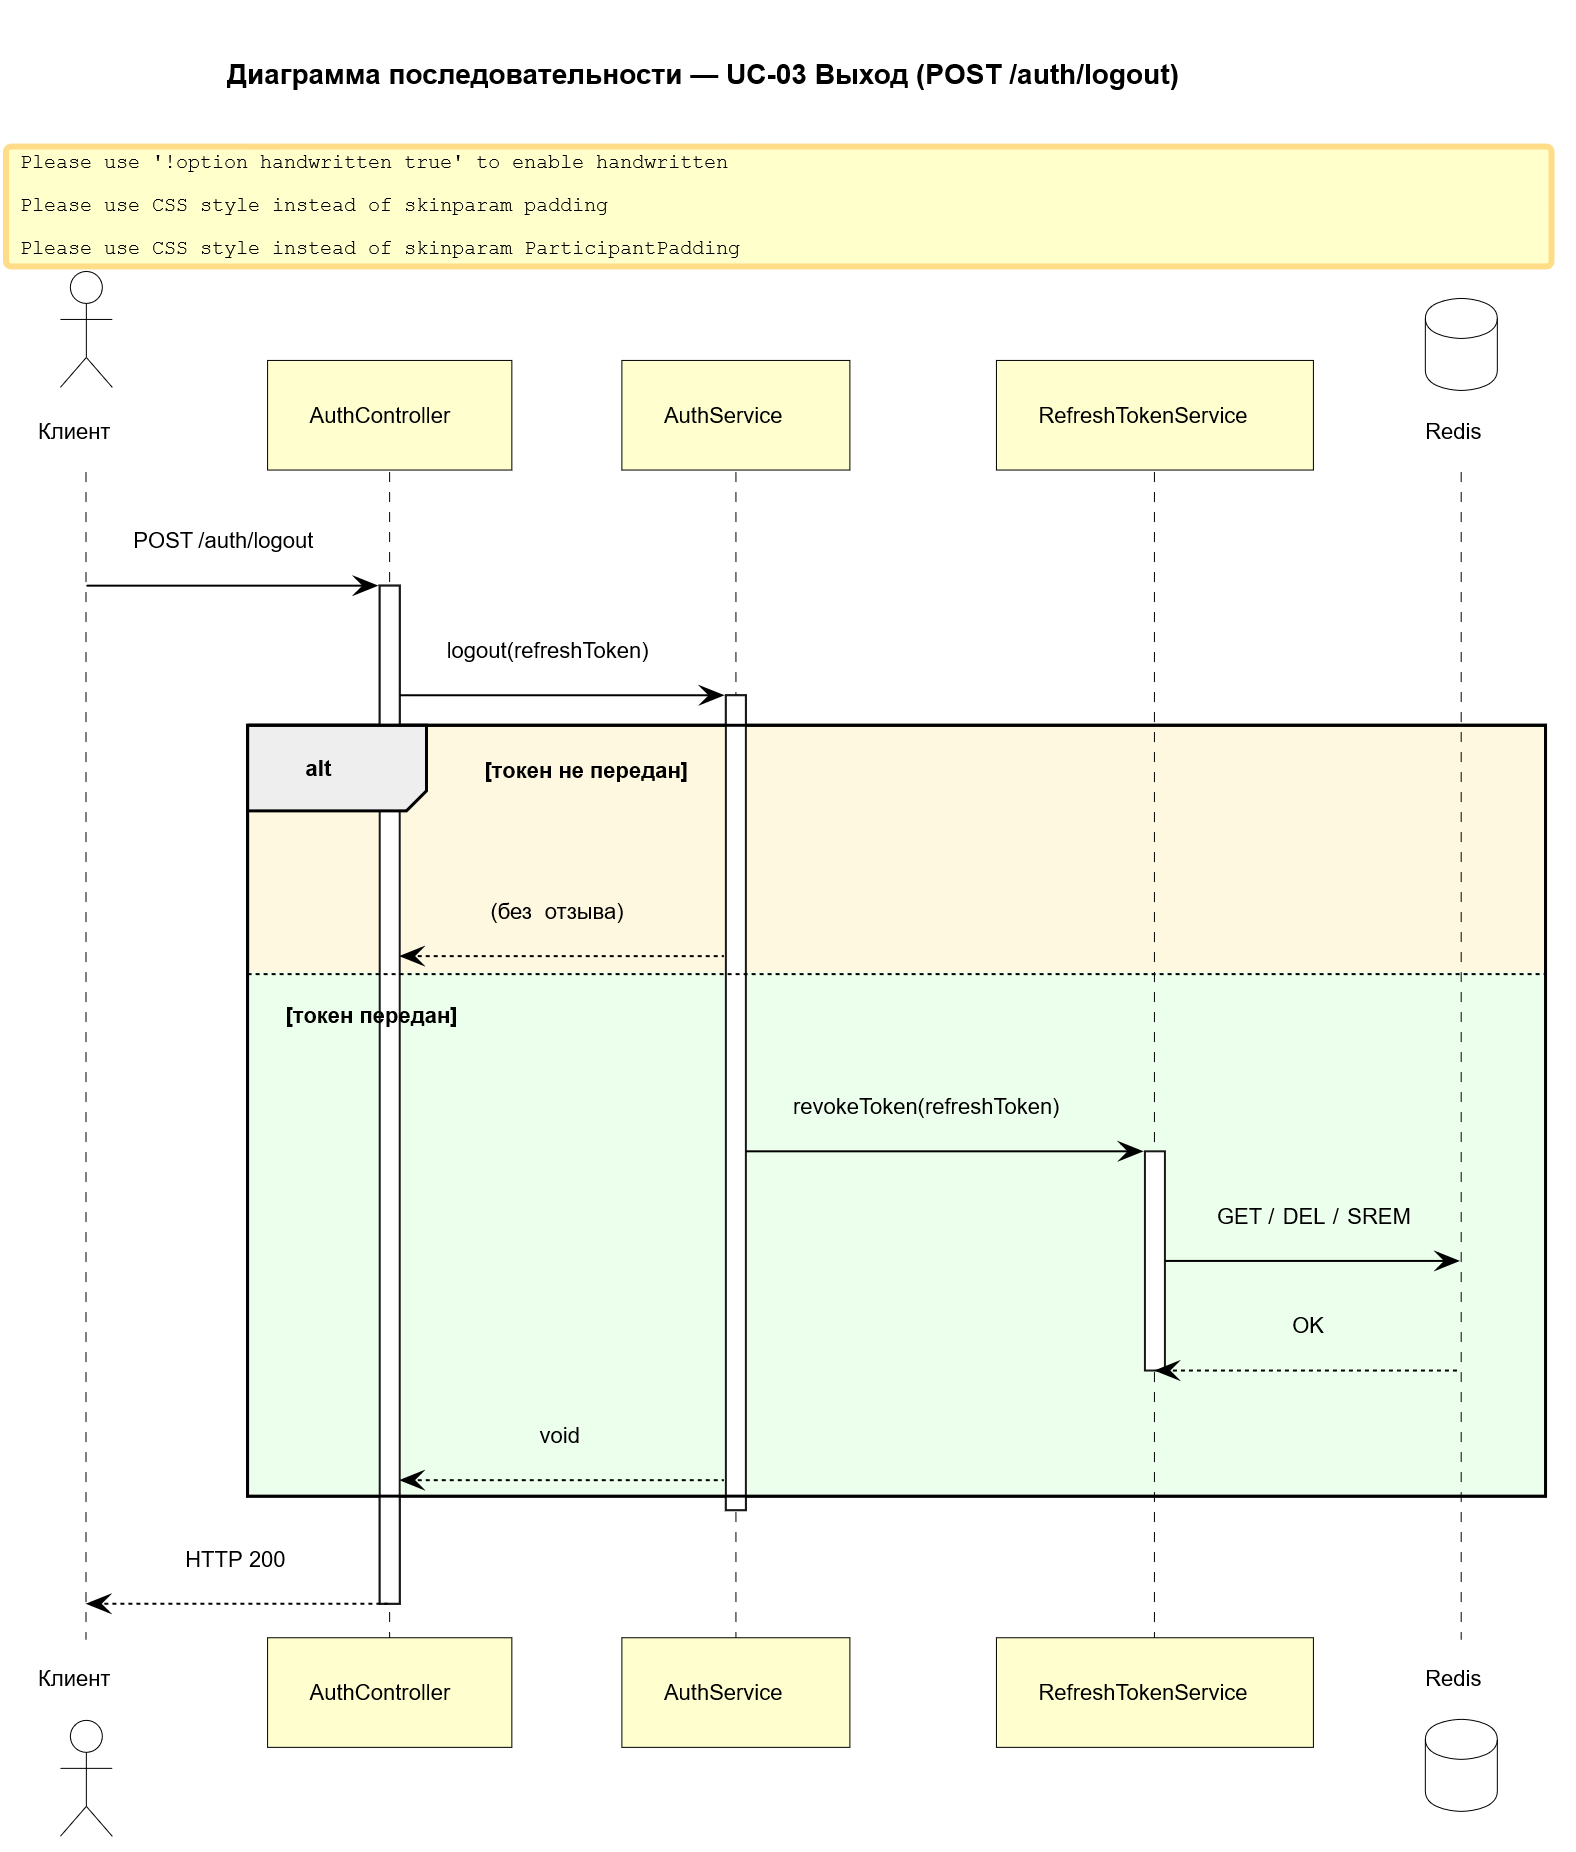 Диаграмма последовательности — UC-03 Выход (POST /auth/logout)
Please use '!option handwritten true' to enable handwritten
Please use CSS style instead of skinparam padding
Please use CSS style instead of skinparam ParticipantPadding
Клиент
AuthController
AuthService
RefreshTokenService
Redis
POST /auth/logout
logout(refreshToken)
alt
[токен не передан]
(без отзыва)
[токен передан]
revokeToken(refreshToken)
GET / DEL / SREM
OK
void
HTTP 200
Клиент
AuthController
AuthService
RefreshTokenService
Redis